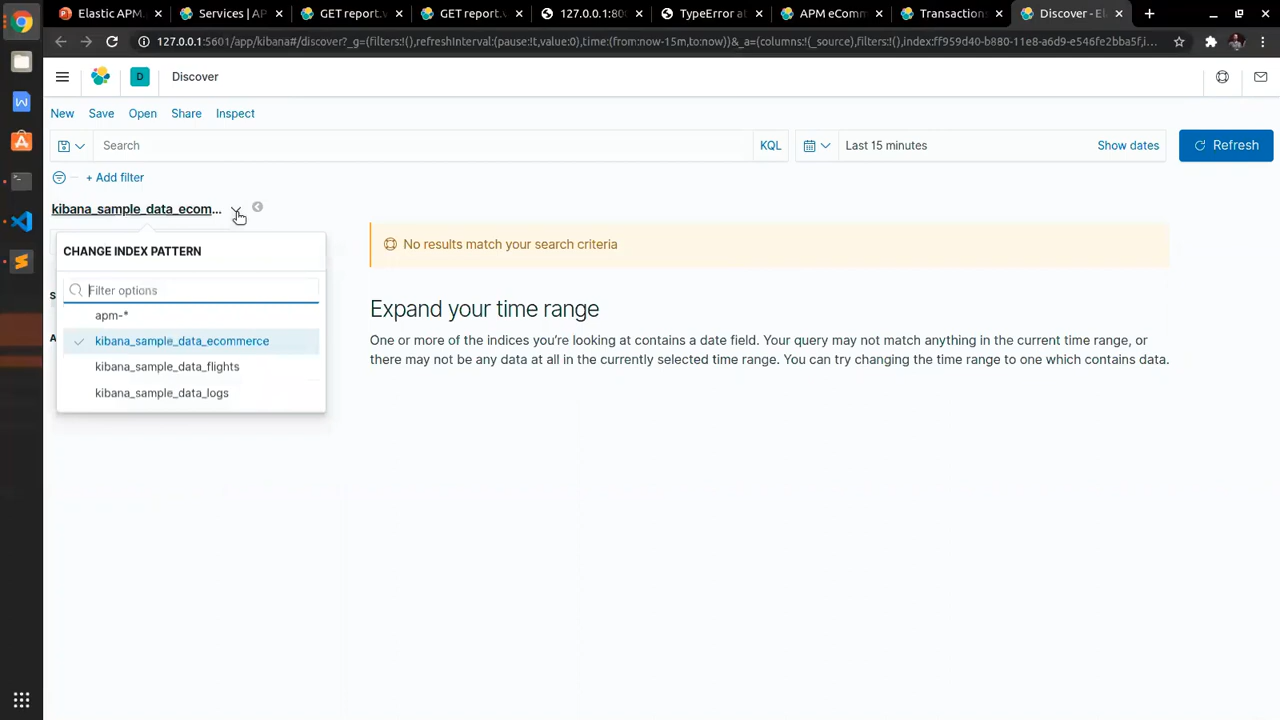 Elastic APM.
Services | AP
GET report.
GET report.
127.0.0.1:80
TypeError at
APM eComm
Transaction
Discover - El
127.0.0.1:5601/app/kibana#/discover?_g=(filters:!(),refreshInterval:(pause:!t,value:0),time:(from:now-15m,to:now))&_a=(columns:!(_source),filters:!(),index:ff959d40-b880-11e8-a6d9-e546fe2bba5f,i...
D
Discover
New
Save
Open
Share
Inspect
Search
KQL
Last 15 minutes
Show dates
Refresh
+ Add filter
kibana_sample_data_ecom...
CHANGE INDEX PATTERN
Filter options
apm-*
kibana_sample_data_ecommerce
kibana_sample_data_flights
kibana_sample_data_logs
No results match your search criteria
Expand your time range
One or more of the indices you're looking at contains a date field. Your query may not match anything in the current time range, or
there may not be any data at all in the currently selected time range. You can try changing the time range to one which contains data.